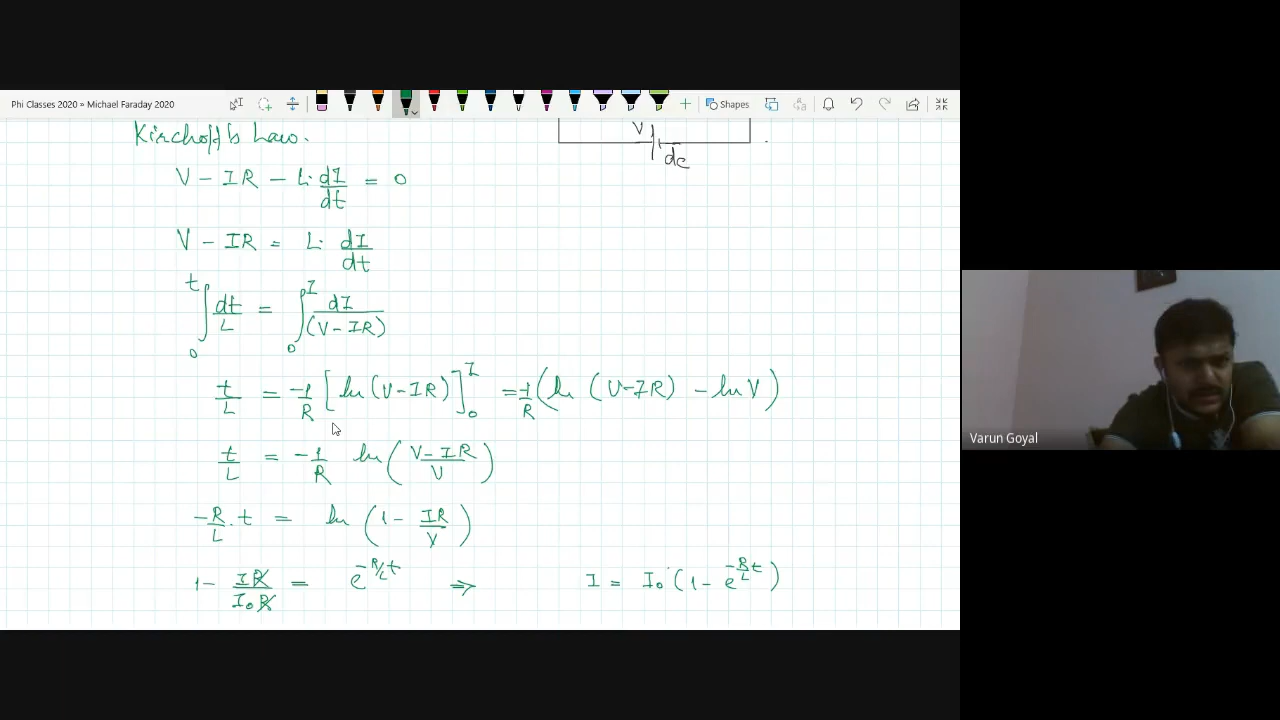 Phi Classes 2020 » Michael Faraday 2020
Shapes
Kirchoff's Law.
V
dc
V - IR - L dI/dt = 0
V - IR = L dI/dt
∫₀ᵗ dt/L = ∫₀ᴵ dI/(V - IR)
t/L = -1/R [ln(V - IR)]₀ᴵ = -1/R (ln (V - IR) - ln V)
t/L = -1/R ln((V - IR)/V)
-R/L . t = ln (1 - IR/V)
1 - IR/I₀R = e^(-R/L t) ⇒ I = I₀ (1 - e^(-R/L t))
Varun Goyal